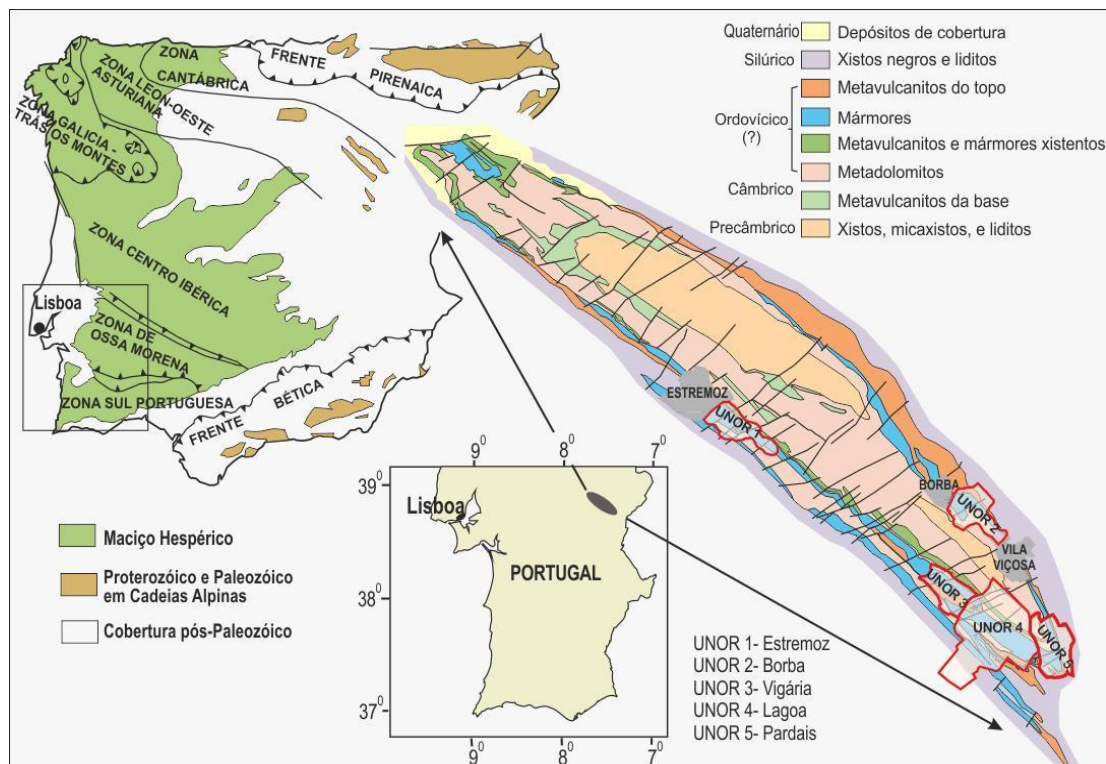 ZONA
CANTÁBRICA
ZONA LEON-OESTE
ASTURIANA
ZONA GALICIA -
TRÁS OS MONTES
FRENTE
PIRENAICA
ZONA CENTRO IBÉRICA
Lisboa
ZONA DE
OSSA MORENA
ZONA SUL PORTUGUESA
FRENTE
BÉTICA
Maciço Hespérico
Proterozóico e Paleozóico
em Cadeias Alpinas
Cobertura pós-Paleozóico
Quaternário
Depósitos de cobertura
Silúrico
Xistos negros e liditos
Metavulcanitos do topo
Ordovícico
(?)
Mármores
Metavulcanitos e mármores xistentos
Metadolomitos
Câmbrico
Metavulcanitos da base
Precâmbrico
Xistos, micaxistos, e liditos
ESTREMOZ
UNOR 1
BORBA
UNOR 2
VILA
VIÇOSA
UNOR 3
UNOR 4
UNOR 5
9⁰
8⁰
7⁰
39⁰
Lisboa
PORTUGAL
38⁰
37⁰
9⁰
8⁰
7⁰
UNOR 1- Estremoz
UNOR 2- Borba
UNOR 3- Vigária
UNOR 4- Lagoa
UNOR 5- Pardais